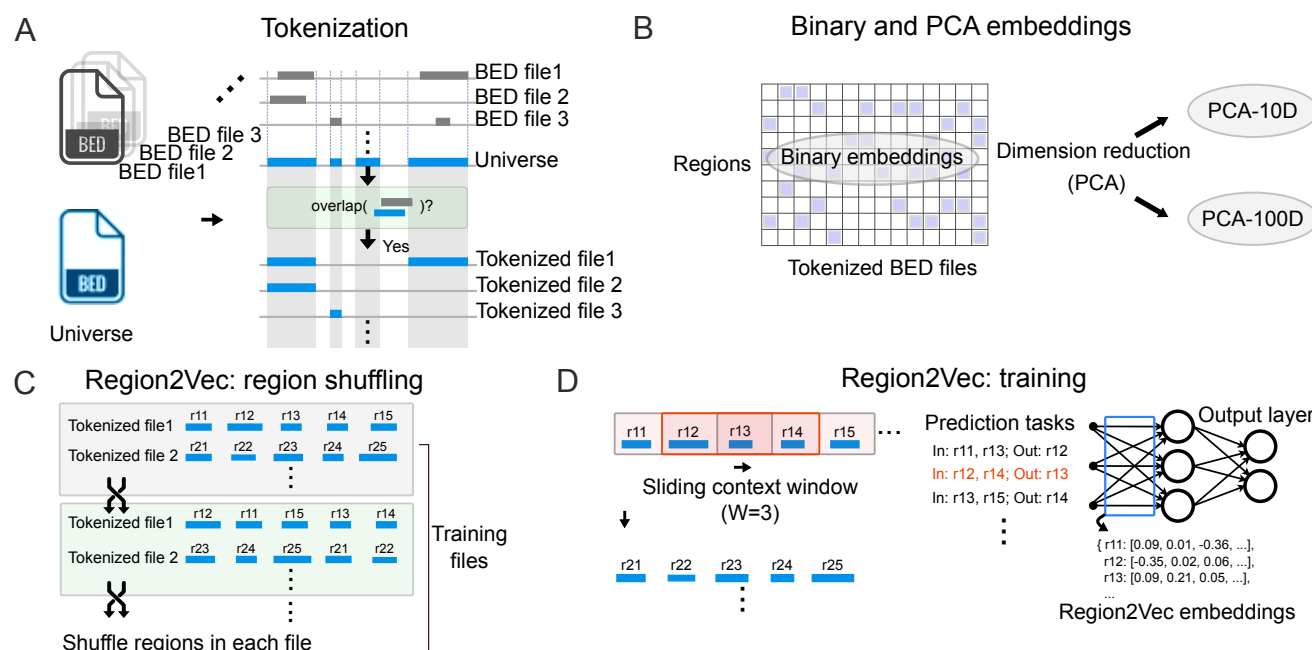 A
Tokenization
BED
BED
BED file 3
BED file 2
BED file1
BED file1
BED file 2
BED file 3
Universe
overlap( )?
Yes
BED
Universe
Tokenized file1
Tokenized file 2
Tokenized file 3
B
Binary and PCA embeddings
Regions
Binary embeddings
Tokenized BED files
Dimension reduction
(PCA)
PCA-10D
PCA-100D
C
Region2Vec: region shuffling
r11 r12 r13 r14 r15
Tokenized file1
r21 r22 r23 r24 r25
Tokenized file 2
r12 r11 r15 r13 r14
Tokenized file1
r23 r24 r25 r21 r22
Tokenized file 2
Shuffle regions in each file
Training
files
D
Region2Vec: training
r11 r12 r13 r14 r15
Sliding context window
(W=3)
r21 r22 r23 r24 r25
Prediction tasks
In: r11, r13; Out: r12
In: r12, r14; Out: r13
In: r13, r15; Out: r14
Output layer
{ r11: [0.09, 0.01, -0.36, ...],
r12: [-0.35, 0.02, 0.06, ...],
r13: [0.09, 0.21, 0.05, ...],
...
Region2Vec embeddings